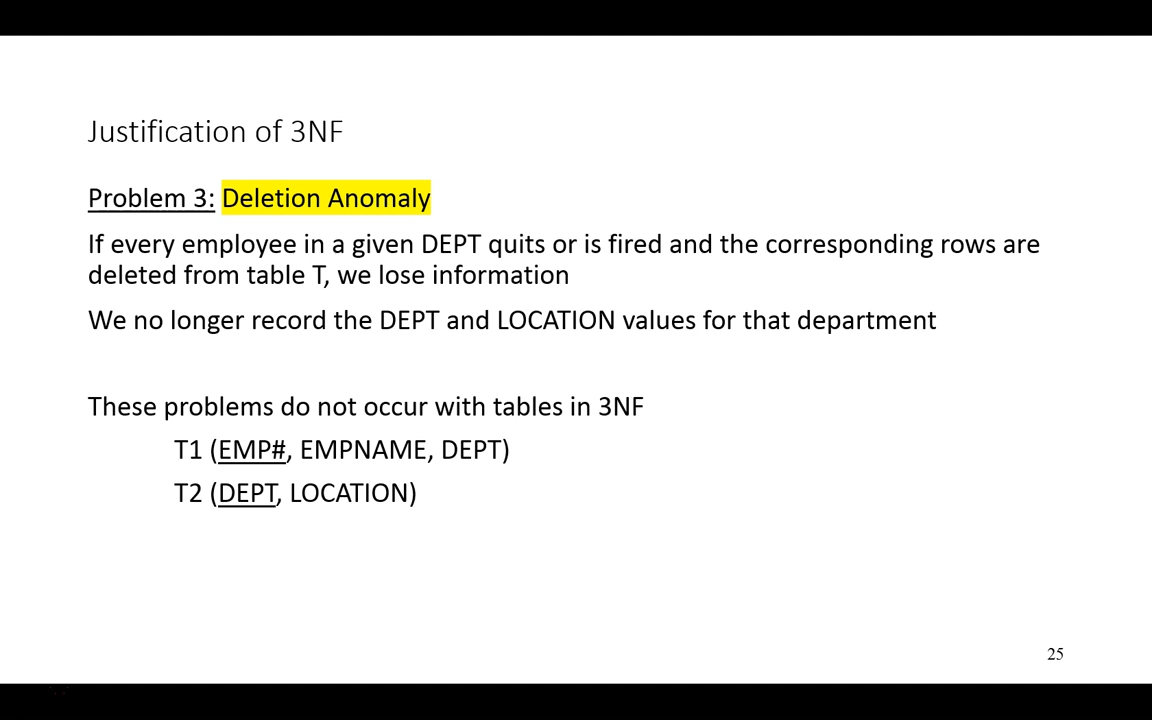 Justification of 3NF
Problem 3: Deletion Anomaly
If every employee in a given DEPT quits or is fired and the corresponding rows are
deleted from table T, we lose information
We no longer record the DEPT and LOCATION values for that department
These problems do not occur with tables in 3NF
T1 (EMP#, EMPNAME, DEPT)
T2 (DEPT, LOCATION)
25